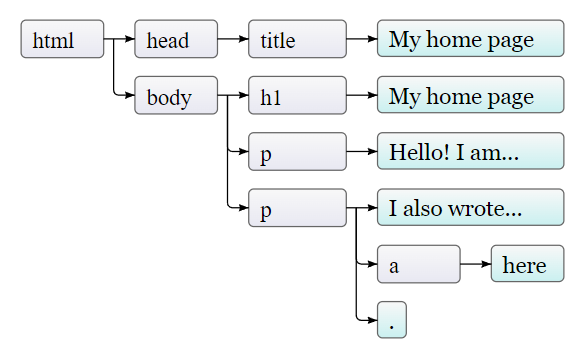 html head title My home page
body h1 My home page
p Hello! I am...
p I also wrote...
a here
.